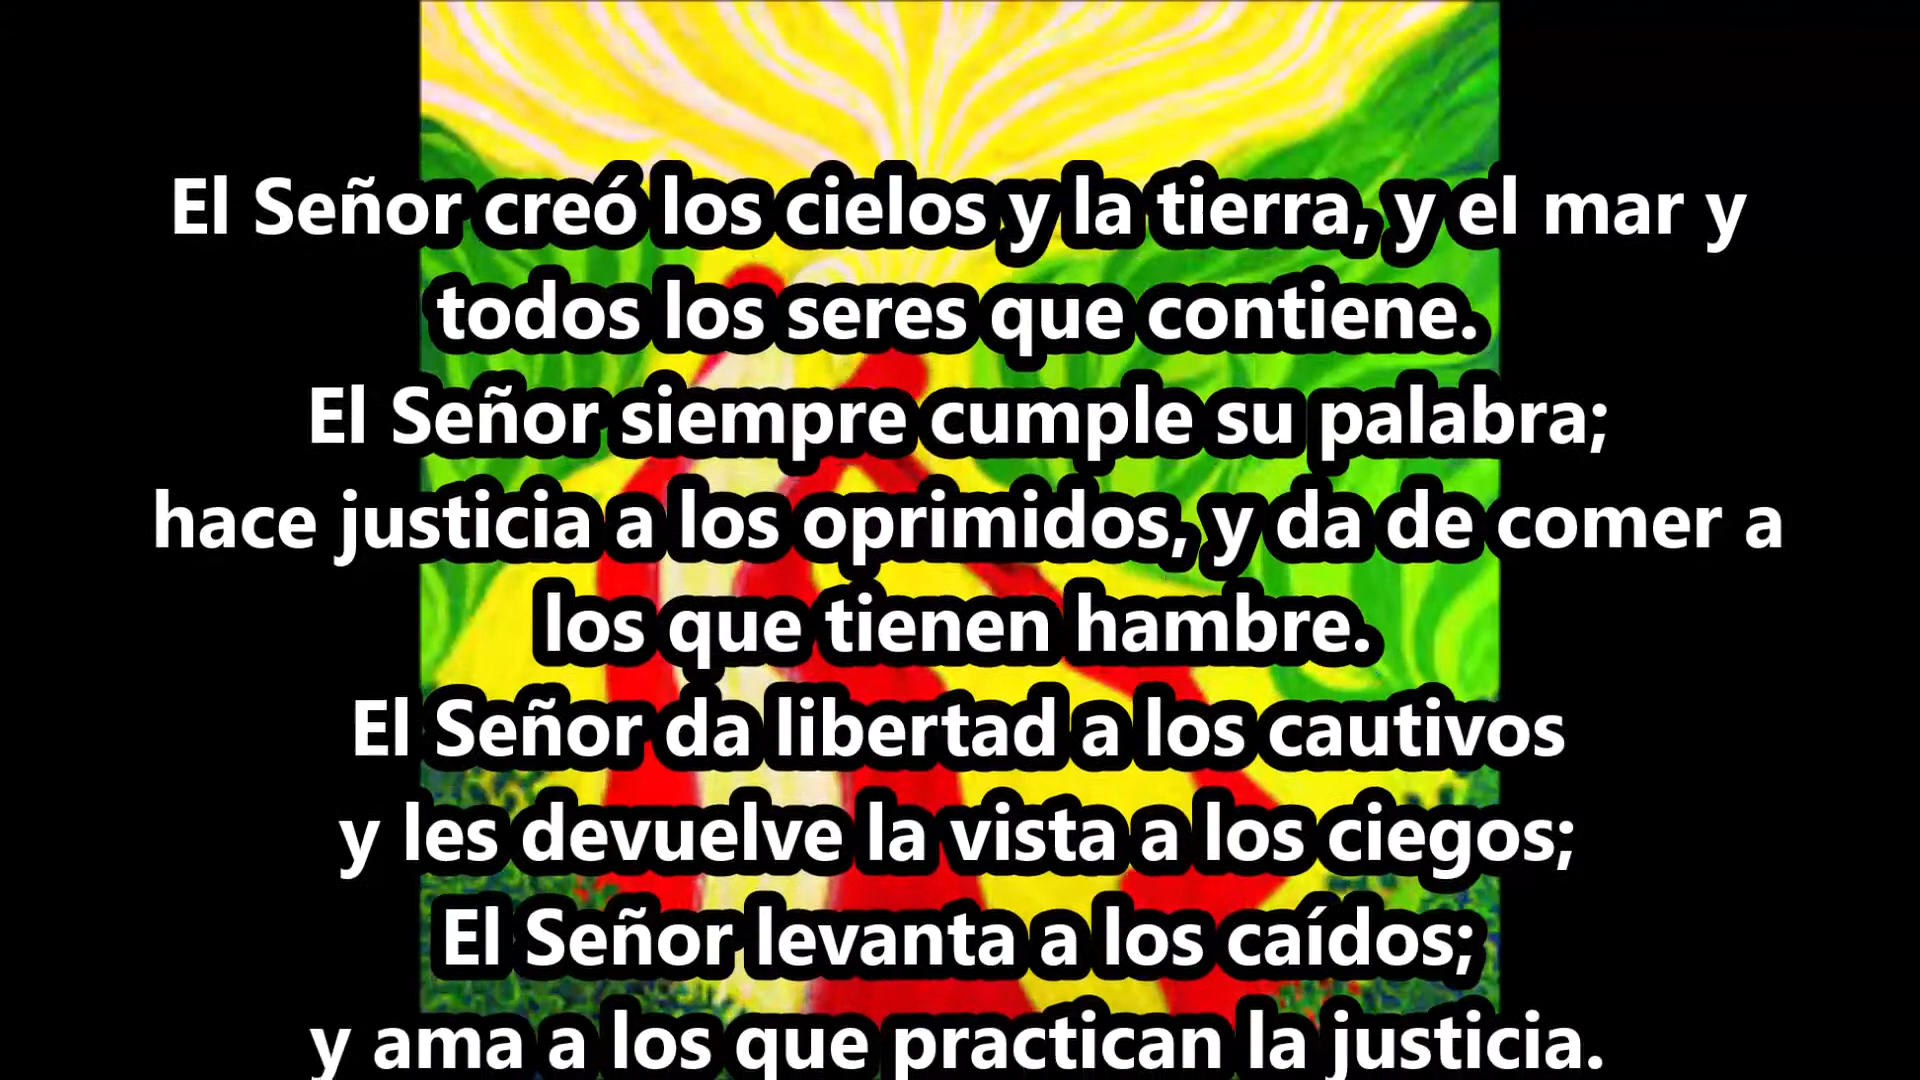 El Señor creó los cielos y la tierra, y el mar y
todos los seres que contiene.
El Señor siempre cumple su palabra;
hace justicia a los oprimidos, y da de comer a
los que tienen hambre.
El Señor da libertad a los cautivos
y les devuelve la vista a los ciegos;
El Señor levanta a los caídos;
y ama a los que practican la justicia.